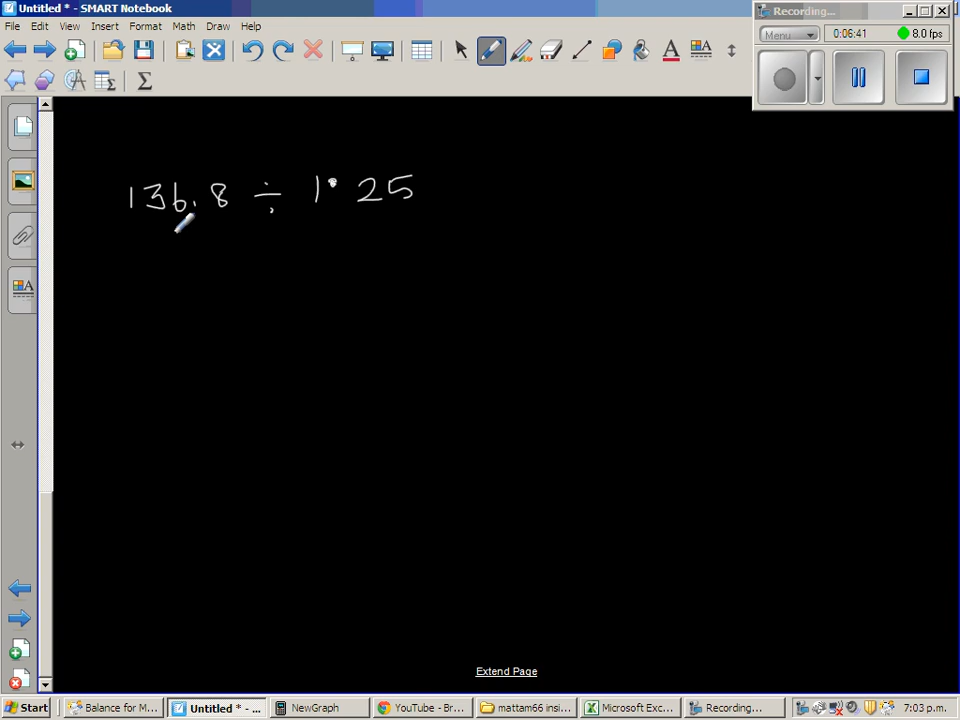 Untitled * - SMART Notebook
File Edit View Insert Format Math Draw Help
Recording...
Menu 0:06:41 8.0 fps
136.8 ÷ 1·25
Extend Page
Start Balance for M... Untitled * - ... NewGraph YouTube - Br... mattam66 insi... Microsoft Exc... Recording... 7:03 p.m.